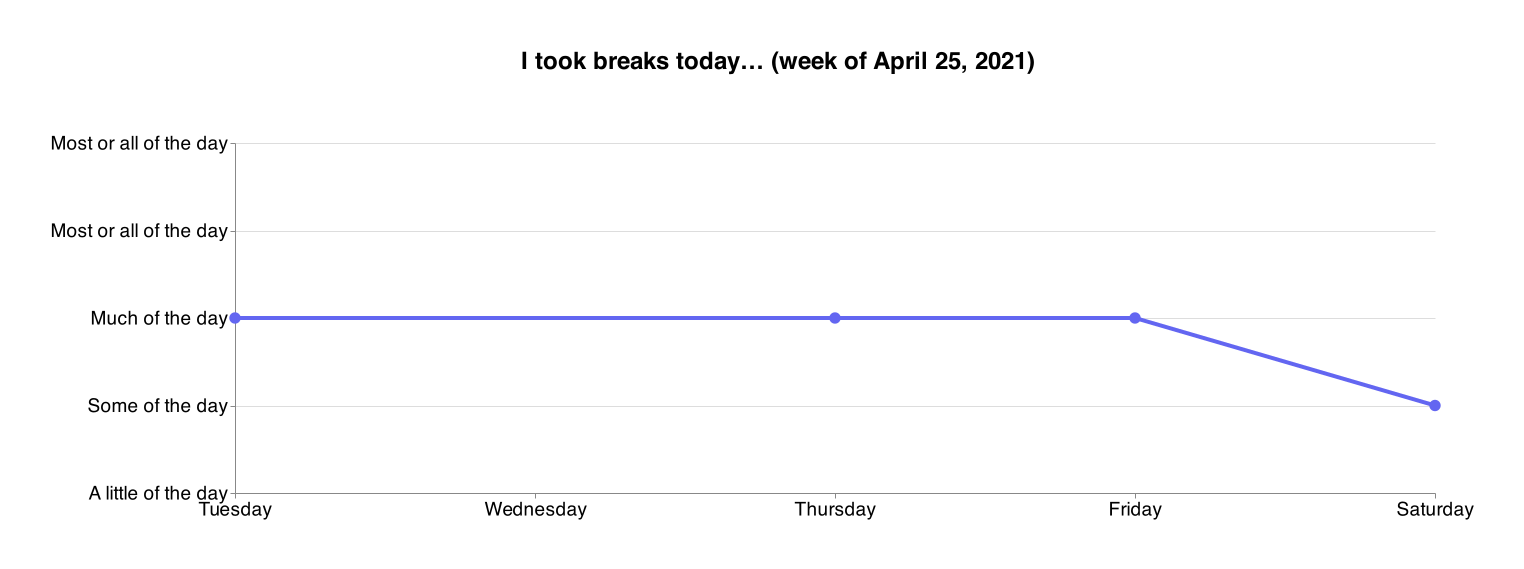 I took breaks today… (week of April 25, 2021)
Most or all of the day
Most or all of the day
Much of the day
Some of the day
A little of the day
Tuesday Wednesday Thursday Friday Saturday